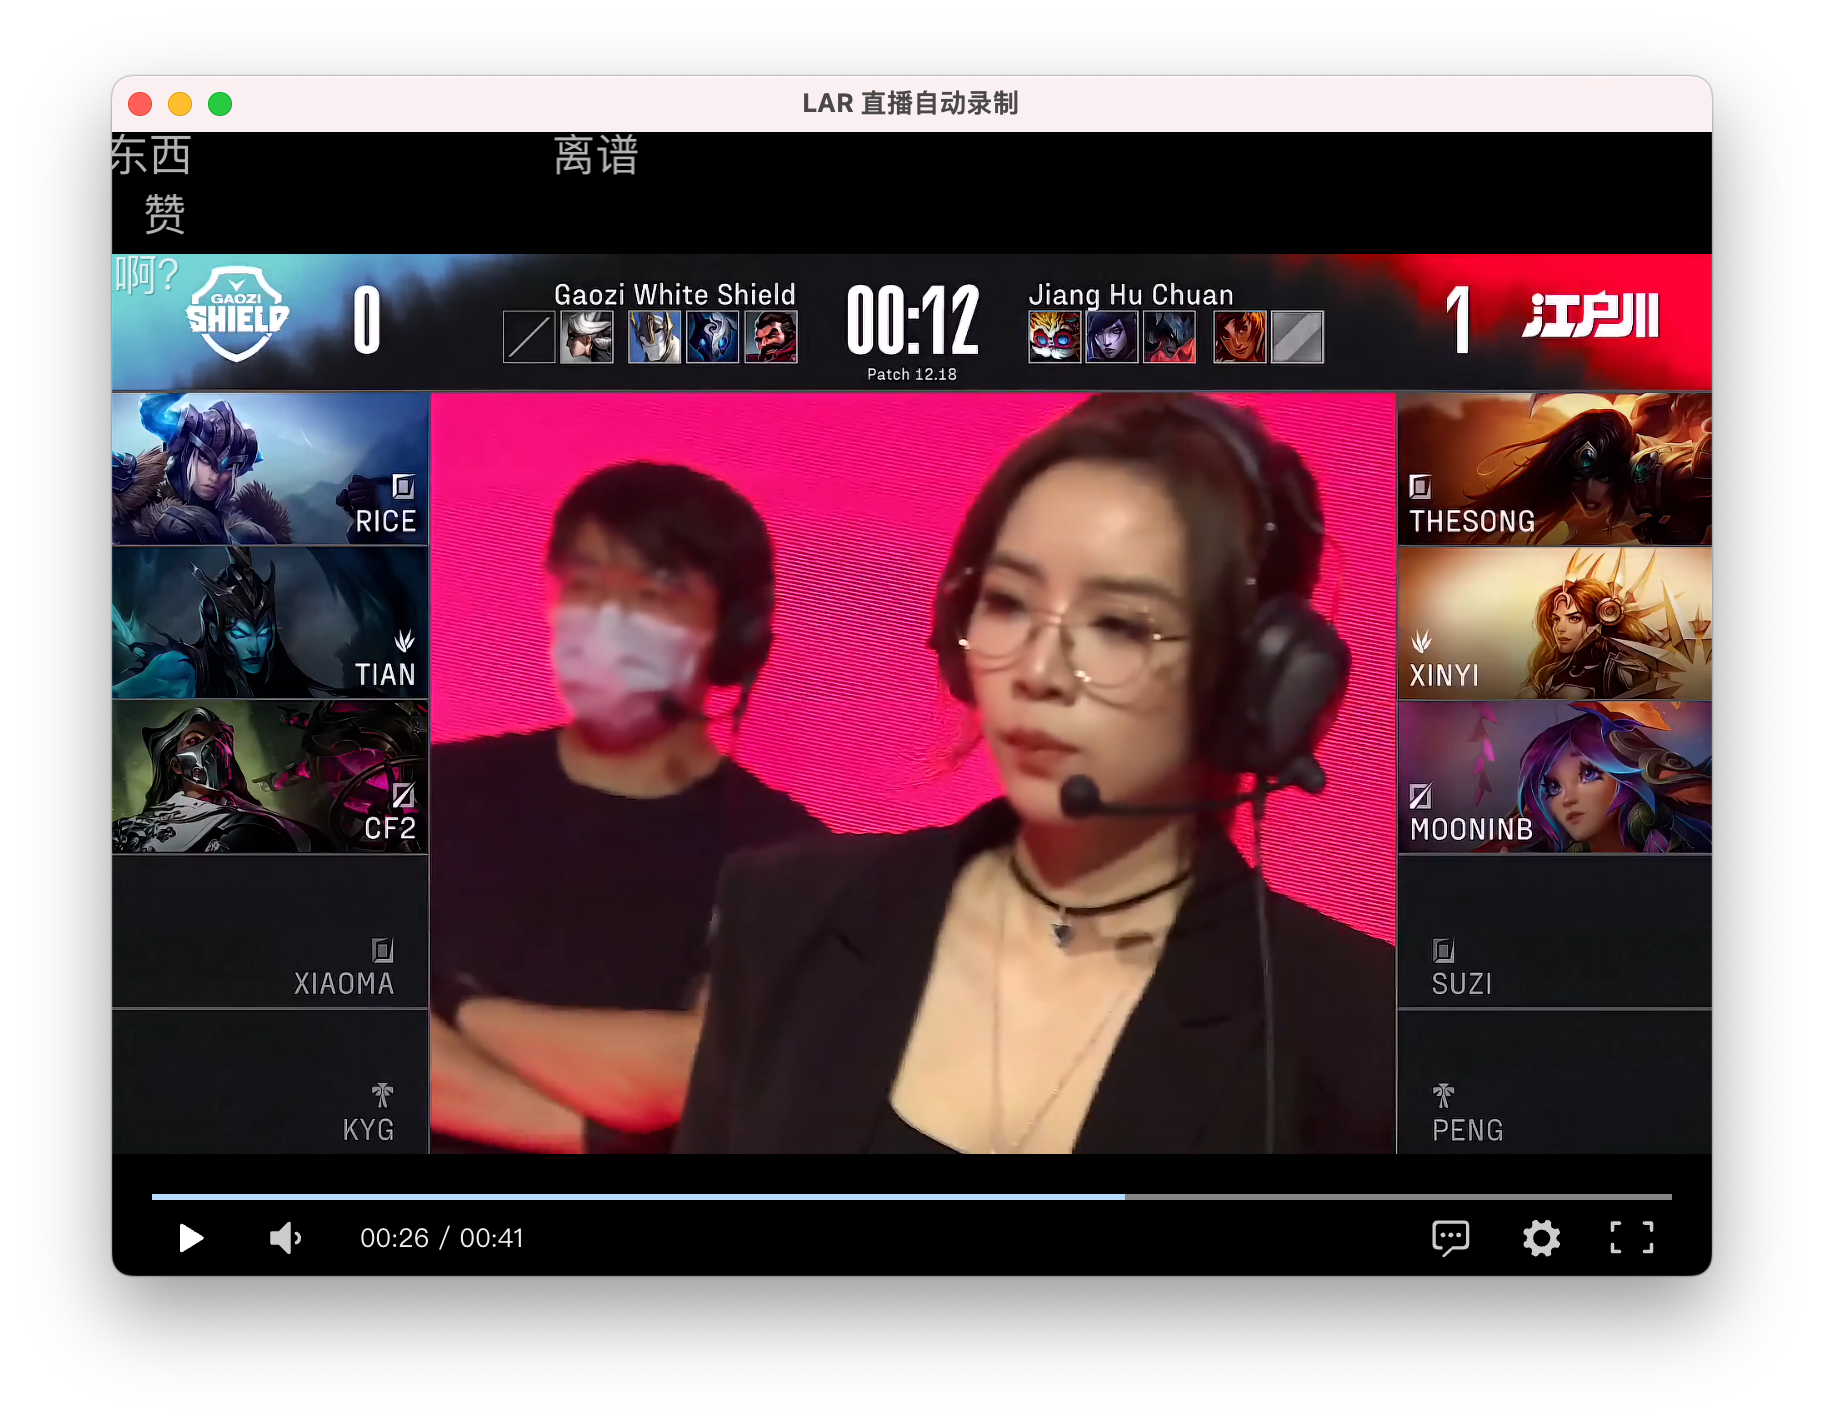 LAR 直播自动录制
东西
离谱
赞
啊?
GAOZI
SHIELD
0
Gaozi White Shield
00:12
Patch 12.18
Jiang Hu Chuan
1
江户川
RICE
TIAN
CF2
XIAOMA
KYG
THESONG
XINYI
MOONINB
SUZI
PENG
00:26 / 00:41